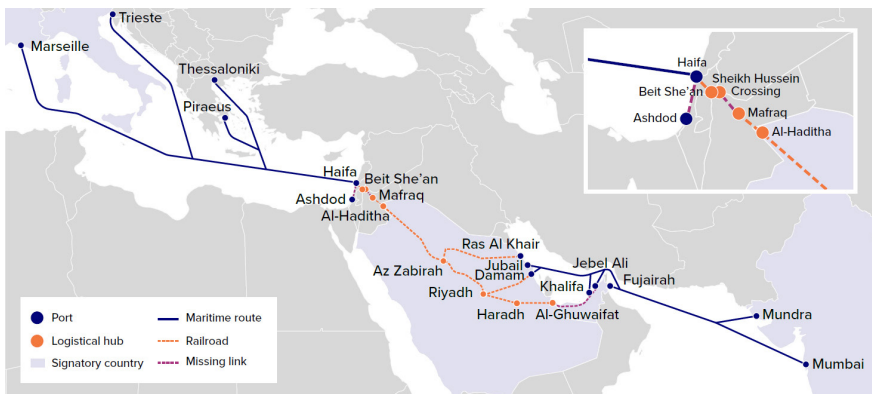 Trieste
Marseille
Thessaloniki
Piraeus
Haifa
Beit She'an
Ashdod
Mafraq
Al-Haditha
Ras Al Khair
Az Zabirah
Jubail
Damam
Jebel Ali
Riyadh
Khalifa
Fujairah
Haradh
Al-Ghuwaifat
Mundra
Mumbai
Haifa
Sheikh Hussein
Crossing
Beit She'an
Ashdod
Mafraq
Al-Haditha
Port
Maritime route
Logistical hub
Railroad
Signatory country
Missing link